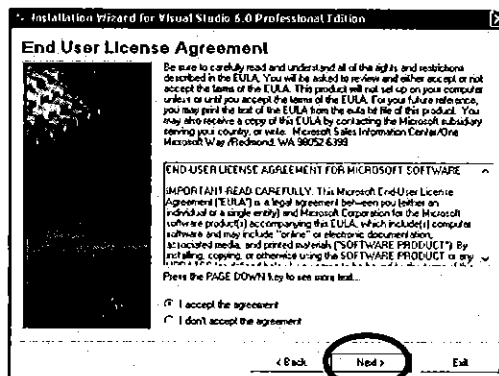 Installation Wizard for Visual Studio 6.0 Professional Edition
End User License Agreement
Be sure to carefully read and understand all of the rights and restrictions
described in the EULA. You will be asked to review and either accept or not
accept the terms of the EULA. This product will not set up on your computer
unless or until you accept the terms of the EULA. For your future reference,
you may print the text of the EULA from the eula.txt file of this product. You
may also receive a copy of this EULA by contacting the Microsoft subsidiary
serving your country, or write: Microsoft Sales Information Center/One
Microsoft Way/Redmond, WA 98052-6399
END-USER LICENSE AGREEMENT FOR MICROSOFT SOFTWARE
IMPORTANT-READ CAREFULLY: This Microsoft End-User License
Agreement ("EULA") is a legal agreement between you (either an
individual or a single entity) and Microsoft Corporation for the Microsoft
software product(s) accompanying this EULA, which include(s) computer
software and may include "online" or electronic documentation,
associated media, and printed materials ("SOFTWARE PRODUCT"). By
installing, copying, or otherwise using the SOFTWARE PRODUCT or any
Press the PAGE DOWN key to see more text...
I accept the agreement
I don't accept the agreement
< Back
Next >
Exit